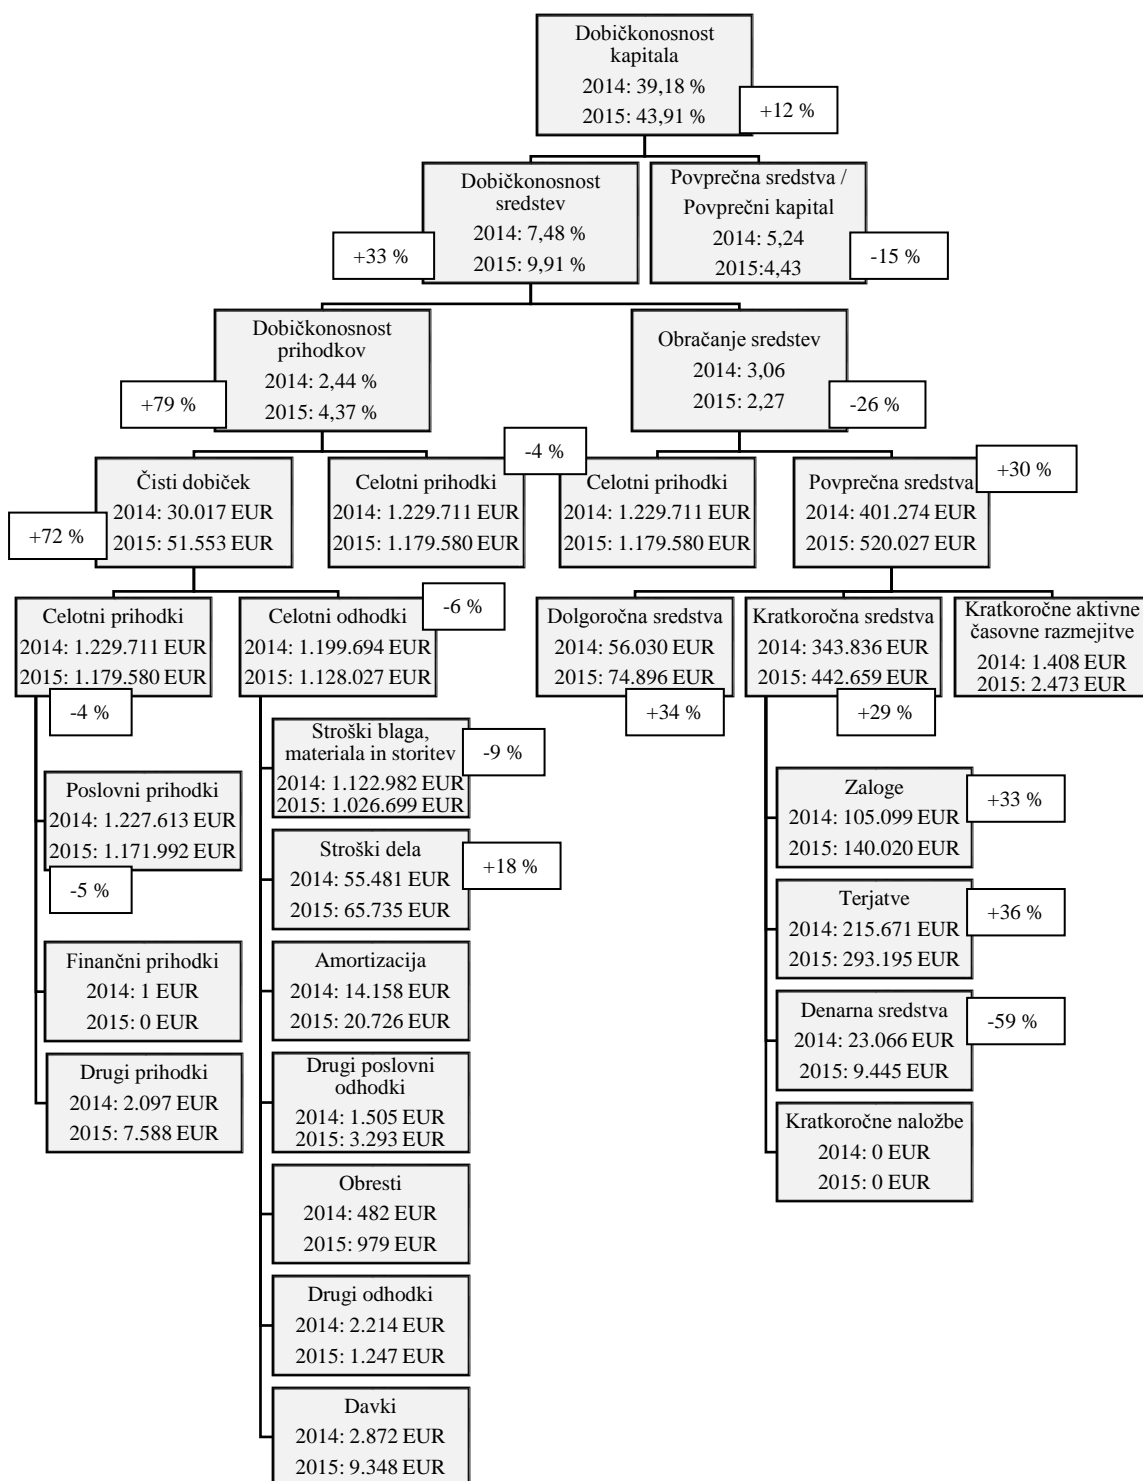 Dobičkonosnost
kapitala
2014: 39,18 %
2015: 43,91 %
+12 %
Dobičkonosnost
sredstev
2014: 7,48 %
2015: 9,91 %
+33 %
Povprečna sredstva /
Povprečni kapital
2014: 5,24
2015:4,43
-15 %
Dobičkonosnost
prihodkov
2014: 2,44 %
2015: 4,37 %
+79 %
Obračanje sredstev
2014: 3,06
2015: 2,27
-26 %
Čisti dobiček
2014: 30.017 EUR
2015: 51.553 EUR
+72 %
Celotni prihodki
2014: 1.229.711 EUR
2015: 1.179.580 EUR
-4 %
Celotni prihodki
2014: 1.229.711 EUR
2015: 1.179.580 EUR
Povprečna sredstva
2014: 401.274 EUR
2015: 520.027 EUR
+30 %
Celotni prihodki
2014: 1.229.711 EUR
2015: 1.179.580 EUR
-4 %
Celotni odhodki
2014: 1.199.694 EUR
2015: 1.128.027 EUR
-6 %
Dolgoročna sredstva
2014: 56.030 EUR
2015: 74.896 EUR
+34 %
Kratkoročna sredstva
2014: 343.836 EUR
2015: 442.659 EUR
+29 %
Kratkoročne aktivne
časovne razmejitve
2014: 1.408 EUR
2015: 2.473 EUR
Poslovni prihodki
2014: 1.227.613 EUR
2015: 1.171.992 EUR
-5 %
Finančni prihodki
2014: 1 EUR
2015: 0 EUR
Drugi prihodki
2014: 2.097 EUR
2015: 7.588 EUR
Stroški blaga,
materiala in storitev
2014: 1.122.982 EUR
2015: 1.026.699 EUR
-9 %
Stroški dela
2014: 55.481 EUR
2015: 65.735 EUR
+18 %
Amortizacija
2014: 14.158 EUR
2015: 20.726 EUR
Drugi poslovni
odhodki
2014: 1.505 EUR
2015: 3.293 EUR
Obresti
2014: 482 EUR
2015: 979 EUR
Drugi odhodki
2014: 2.214 EUR
2015: 1.247 EUR
Davki
2014: 2.872 EUR
2015: 9.348 EUR
Zaloge
2014: 105.099 EUR
2015: 140.020 EUR
+33 %
Terjatve
2014: 215.671 EUR
2015: 293.195 EUR
+36 %
Denarna sredstva
2014: 23.066 EUR
2015: 9.445 EUR
-59 %
Kratkoročne naložbe
2014: 0 EUR
2015: 0 EUR